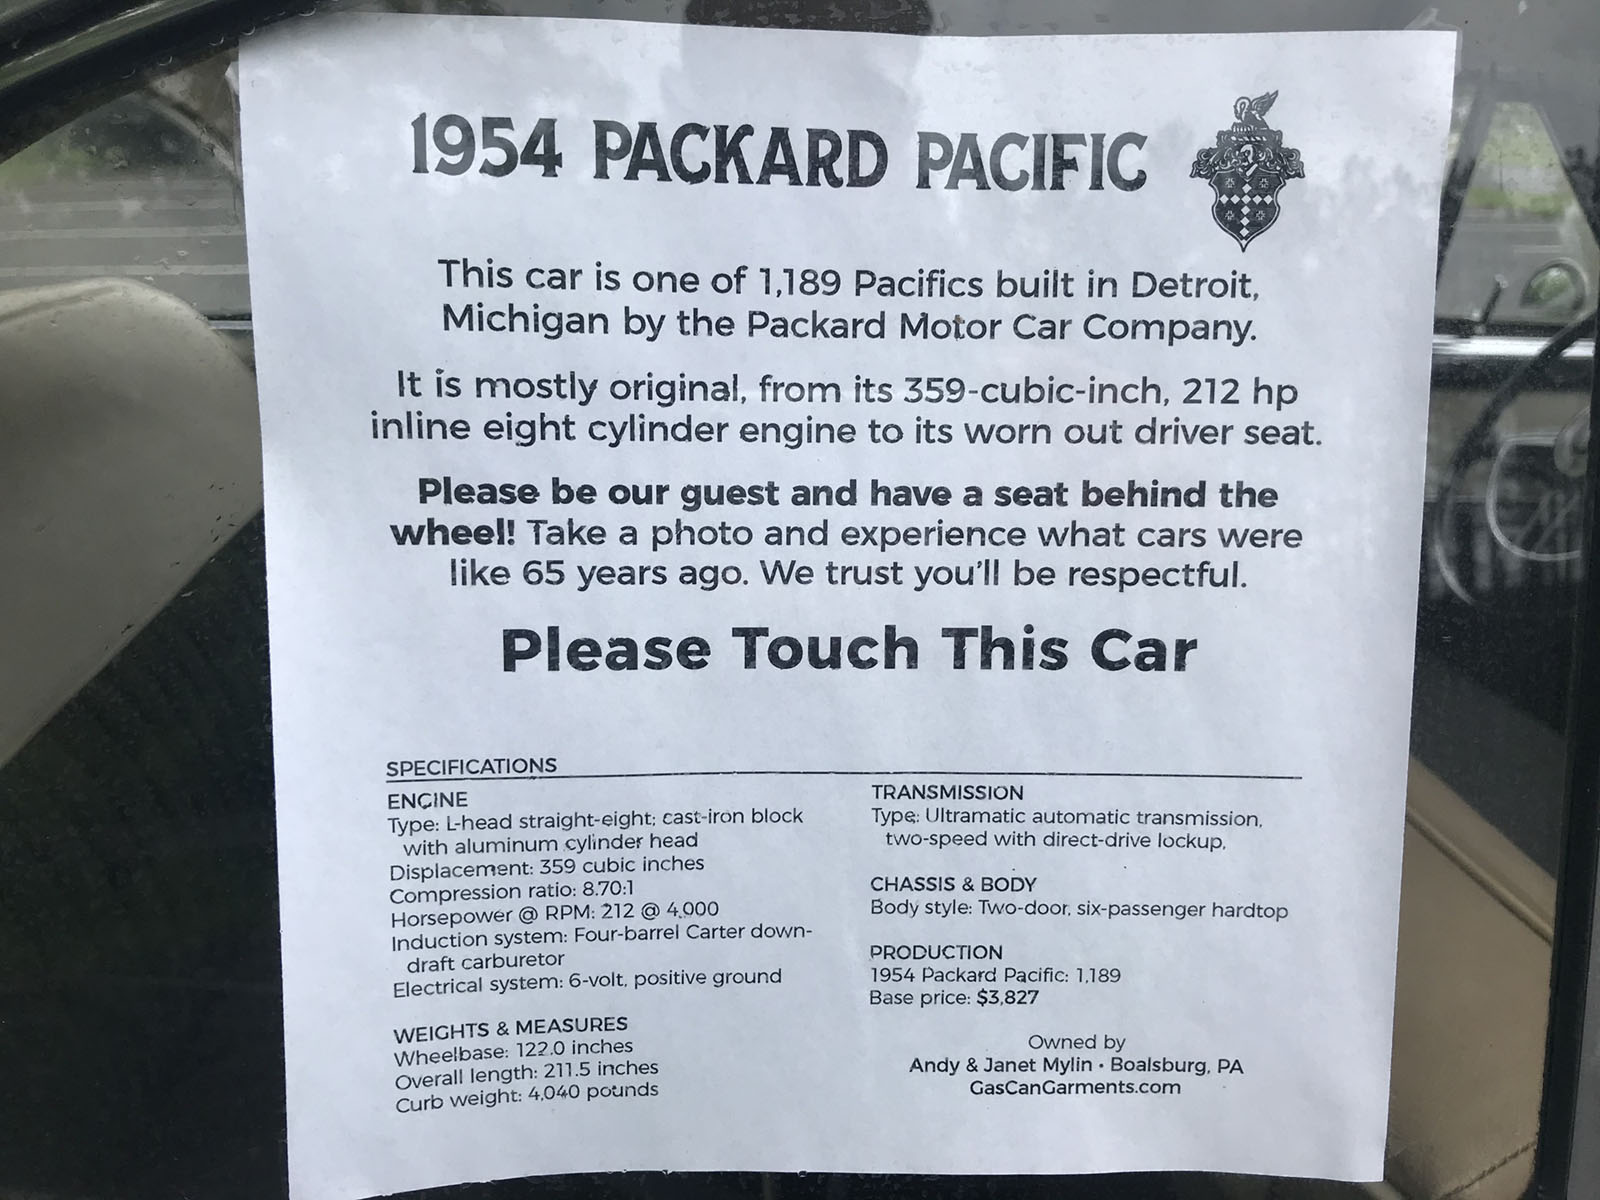 1954 PACKARD PACIFIC
This car is one of 1,189 Pacifics built in Detroit,
Michigan by the Packard Motor Car Company.
It is mostly original, from its 359-cubic-inch, 212 hp
inline eight cylinder engine to its worn out driver seat.
Please be our guest and have a seat behind the
wheel! Take a photo and experience what cars were
like 65 years ago. We trust you'll be respectful.
Please Touch This Car
SPECIFICATIONS
ENGINE
Type: L-head straight-eight; cast-iron block
with aluminum cylinder head
Displacement: 359 cubic inches
Compression ratio: 8.70:1
Horsepower @ RPM: 212 @ 4,000
Induction system: Four-barrel Carter down-
draft carburetor
Electrical system: 6-volt, positive ground
WEIGHTS & MEASURES
Wheelbase: 122.0 inches
Overall length: 211.5 inches
Curb weight: 4,040 pounds
TRANSMISSION
Type: Ultramatic automatic transmission,
two-speed with direct-drive lockup,
CHASSIS & BODY
Body style: Two-door, six-passenger hardtop
PRODUCTION
1954 Packard Pacific: 1,189
Base price: $3,827
Owned by
Andy & Janet Mylin • Boalsburg, PA
GasCanGarments.com